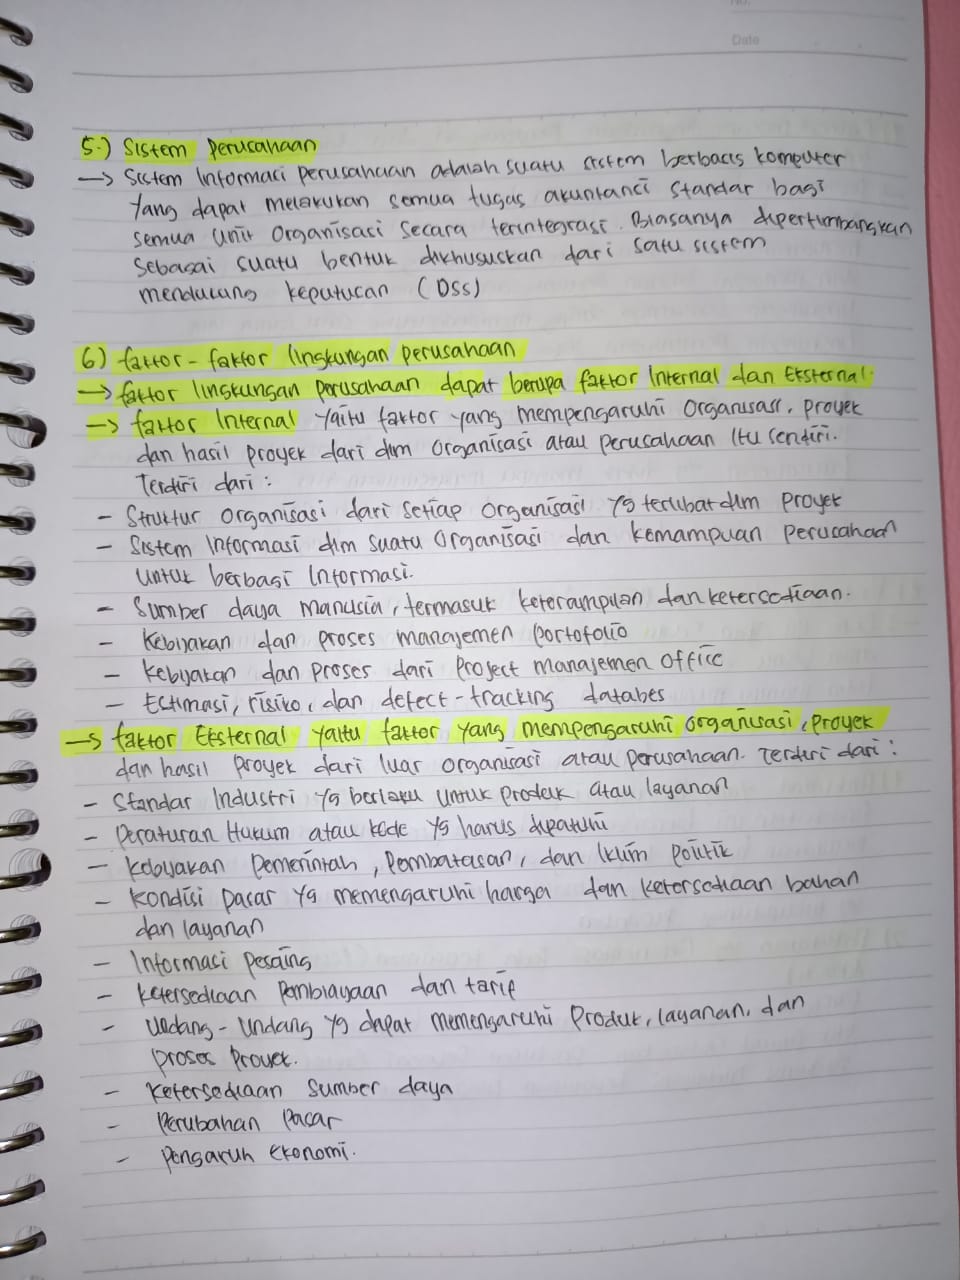 No.
Date
5.) Sistem perusahaan
→ Sistem Informasi perusahaan adalah suatu sistem berbasis komputer
yang dapat melakukan semua tugas akuntansi standar bagi
semua unit organisasi secara terintegrasi. Biasanya dipertimbangkan
sebagai suatu bentuk dikhususkan dari satu sistem
mendukung keputusan (DSS)
6) faktor - faktor lingkungan perusahaan
→ faktor lingkungan perusahaan dapat berupa faktor Internal dan Eksternal.
→ faktor Internal yaitu faktor yang mempengaruhi organisasi, proyek
dan hasil proyek dari dlm organisasi atau perusahaan itu sendiri.
Terdiri dari :
- Struktur organisasi dari setiap organisasi yg terlibat dlm proyek
- Sistem Informasi dlm suatu organisasi dan kemampuan perusahaan
untuk berbagi Informasi.
- Sumber daya manusia, termasuk keterampilan dan ketersediaan.
- Kebijakan dan proses manajemen portofolio
- Kebijakan dan proses dari Project manajemen office
- Estimasi, risiko, dan defect-tracking databes
→ faktor Eksternal yaitu faktor yang mempengaruhi organisasi, proyek
dan hasil proyek dari luar organisasi atau perusahaan. Terdiri dari :
- Standar Industri yg berlaku untuk produk atau layanan
- Peraturan Hukum atau kode yg harus dipatuhi
- Kebijakan pemerintah, pembatasan, dan Iklim politik
- Kondisi pasar yg memengaruhi harga dan ketersediaan bahan
dan layanan
- Informasi pesaing
- Ketersediaan pembiayaan dan tarif
- Undang - Undang yg dapat memengaruhi produk, layanan, dan
proses proyek.
- Ketersediaan sumber daya
- Perubahan pasar
- Pengaruh ekonomi.